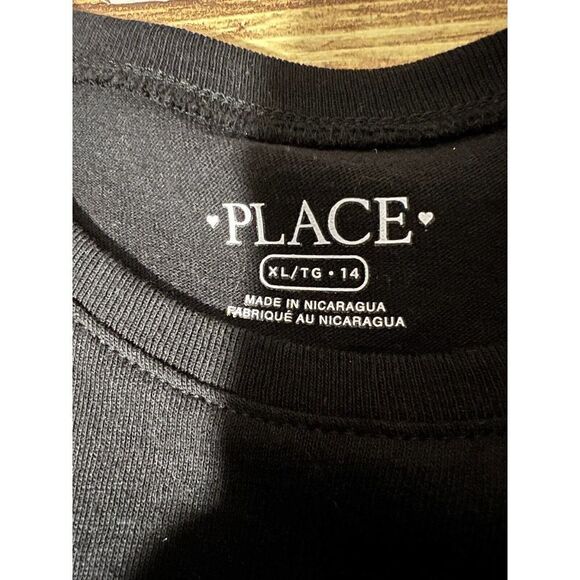 ♥PLACE♥
XL/TG • 14
MADE IN NICARAGUA
FABRIQUÉ AU NICARAGUA